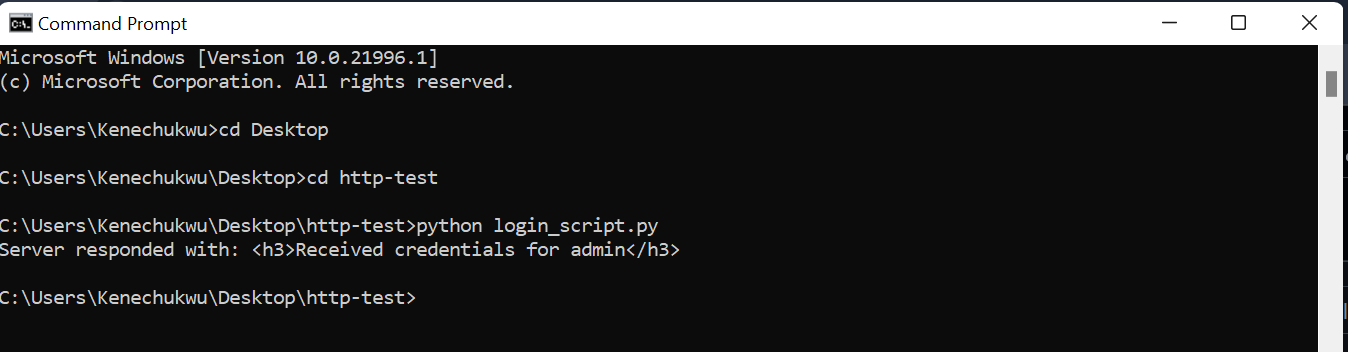 Command Prompt
Microsoft Windows [Version 10.0.21996.1]
(c) Microsoft Corporation. All rights reserved.
C:\Users\Kenechukwu>cd Desktop
C:\Users\Kenechukwu\Desktop>cd http-test
C:\Users\Kenechukwu\Desktop\http-test>python login_script.py
Server responded with: <h3>Received credentials for admin</h3>
C:\Users\Kenechukwu\Desktop\http-test>